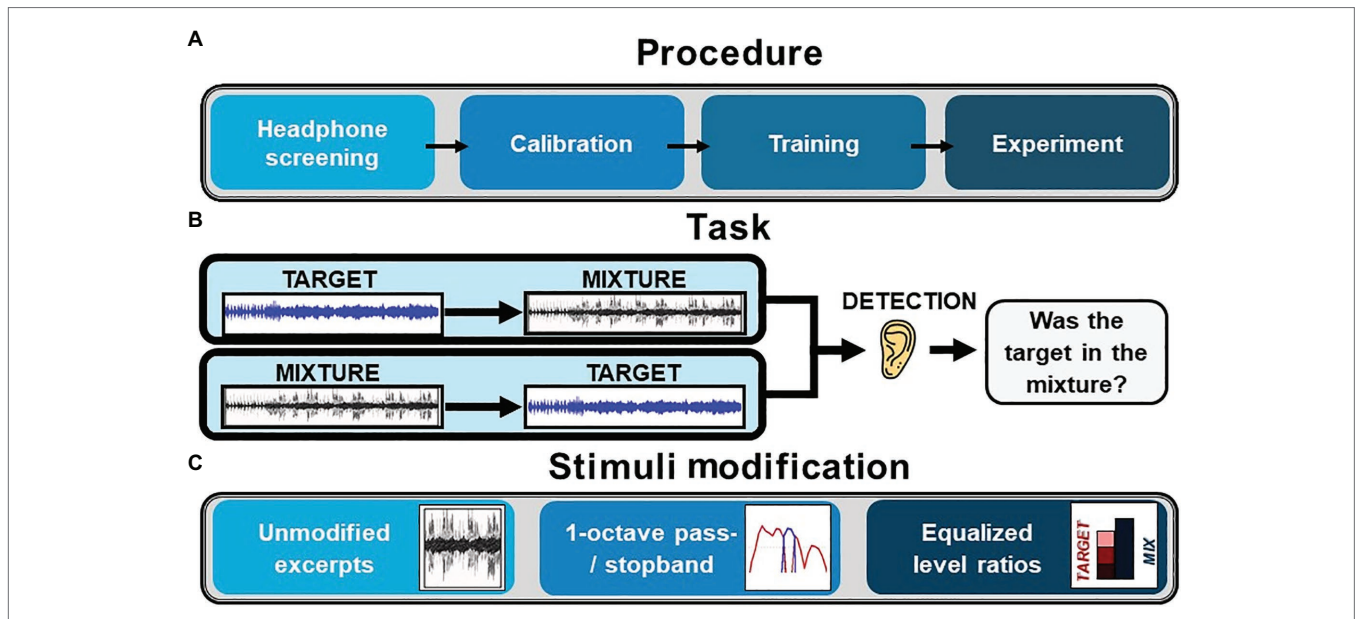 A
Procedure
Headphone
screening
Calibration
Training
Experiment
B
Task
TARGET
MIXTURE
MIXTURE
TARGET
DETECTION
Was the
target in the
mixture?
C
Stimuli modification
Unmodified
excerpts
1-octave pass-
/ stopband
Equalized
level ratios
TARGET
MIX